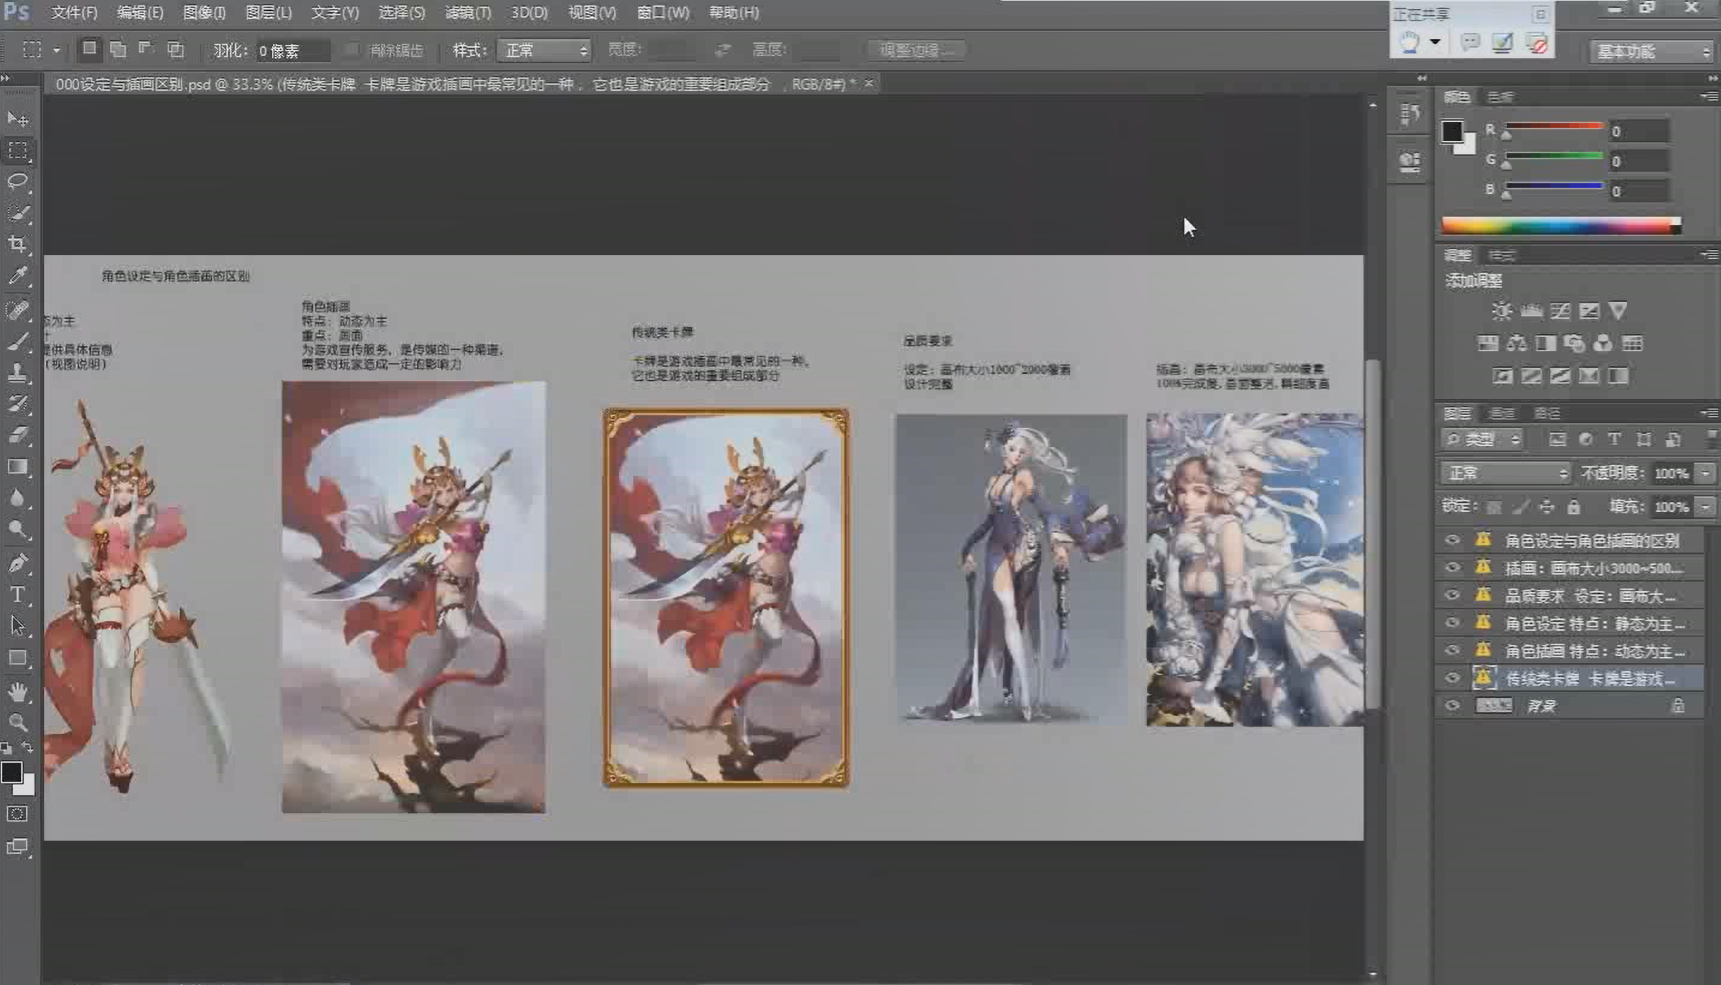 Ps 文件(F) 编辑(E) 图像(I) 图层(L) 文字(Y) 选择(S) 滤镜(T) 3D(D) 视图(V) 窗口(W) 帮助(H)
正在共享
羽化: 0 像素 消除锯齿 样式: 正常 宽度: 高度: 调整边缘...
基本功能
000设定与插画区别.psd @ 33.3% (传统类卡牌 卡牌是游戏插画中最常见的一种， 它也是游戏的重要组成部分 , RGB/8#) * ×
颜色 色板
R 0
G 0
B 0
调整 样式
添加调整
角色设定与角色插画的区别
态为主
提供具体信息
(视图说明)
角色插画
特点：动态为主
重点：画面
为游戏宣传服务，是传媒的一种渠道，
需要对玩家造成一定的影响力
传统类卡牌
卡牌是游戏插画中最常见的一种，
它也是游戏的重要组成部分
品质要求
设定：画布大小1000~2000像素
设计完整
插画：画布大小3000~5000像素
100%完成度，画面整洁，精细度高
图层 通道 路径
类型
正常 不透明度: 100%
锁定: 填充: 100%
角色设定与角色插画的区别
插画：画布大小3000~500...
品质要求 设定：画布大...
角色设定 特点：静态为主...
角色插画 特点：动态为主...
传统类卡牌 卡牌是游戏...
背景